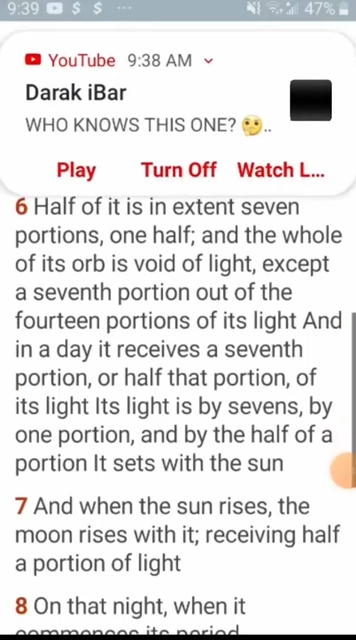 9:39 $ $ ... 47%
YouTube 9:38 AM
Darak iBar
WHO KNOWS THIS ONE? 🤔..
Play Turn Off Watch L...
6 Half of it is in extent seven
portions, one half; and the whole
of its orb is void of light, except
a seventh portion out of the
fourteen portions of its light And
in a day it receives a seventh
portion, or half that portion, of
its light Its light is by sevens, by
one portion, and by the half of a
portion It sets with the sun
7 And when the sun rises, the
moon rises with it; receiving half
a portion of light
8 On that night, when it
commences its period